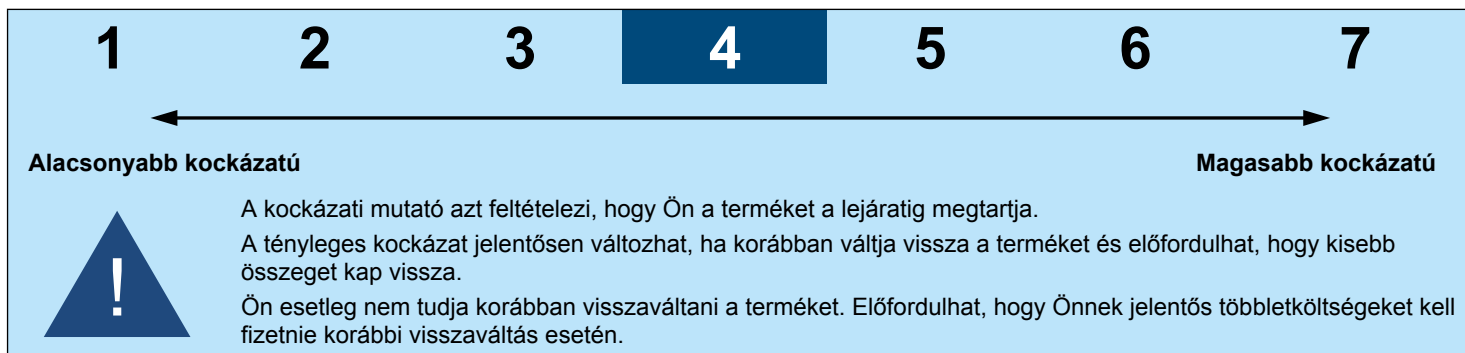 1 2 3 4 5 6 7
Alacsonyabb kockázatú Magasabb kockázatú
!
A kockázati mutató azt feltételezi, hogy Ön a terméket a lejáratig megtartja.
A tényleges kockázat jelentősen változhat, ha korábban váltja vissza a terméket és előfordulhat, hogy kisebb
összeget kap vissza.
Ön esetleg nem tudja korábban visszaváltani a terméket. Előfordulhat, hogy Önnek jelentős többletköltségeket kell
fizetnie korábbi visszaváltás esetén.